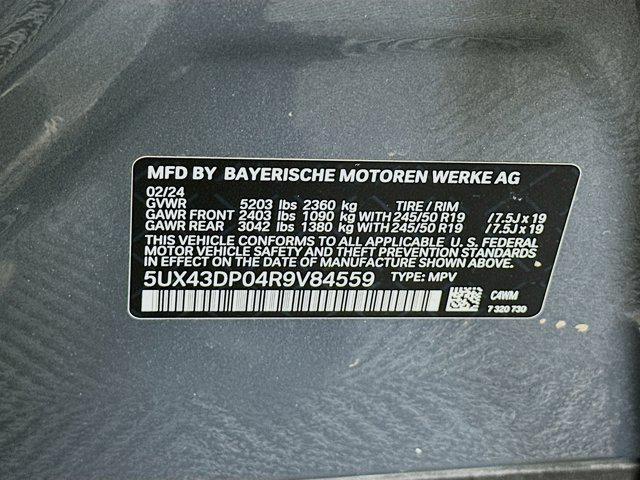 MFD BY BAYERISCHE MOTOREN WERKE AG
02/24
GVWR 5203 lbs 2360 kg TIRE / RIM
GAWR FRONT 2403 lbs 1090 kg WITH 245/50 R19 /7.5J x 19
GAWR REAR 3042 lbs 1380 kg WITH 245/50 R19 /7.5J x 19
THIS VEHICLE CONFORMS TO ALL APPLICABLE U. S. FEDERAL
MOTOR VEHICLE SAFETY AND THEFT PREVENTION STANDARDS
IN EFFECT ON THE DATE OF MANUFACTURE SHOWN ABOVE.
5UX43DP04R9V84559 TYPE: MPV
C4WM
7 320 730